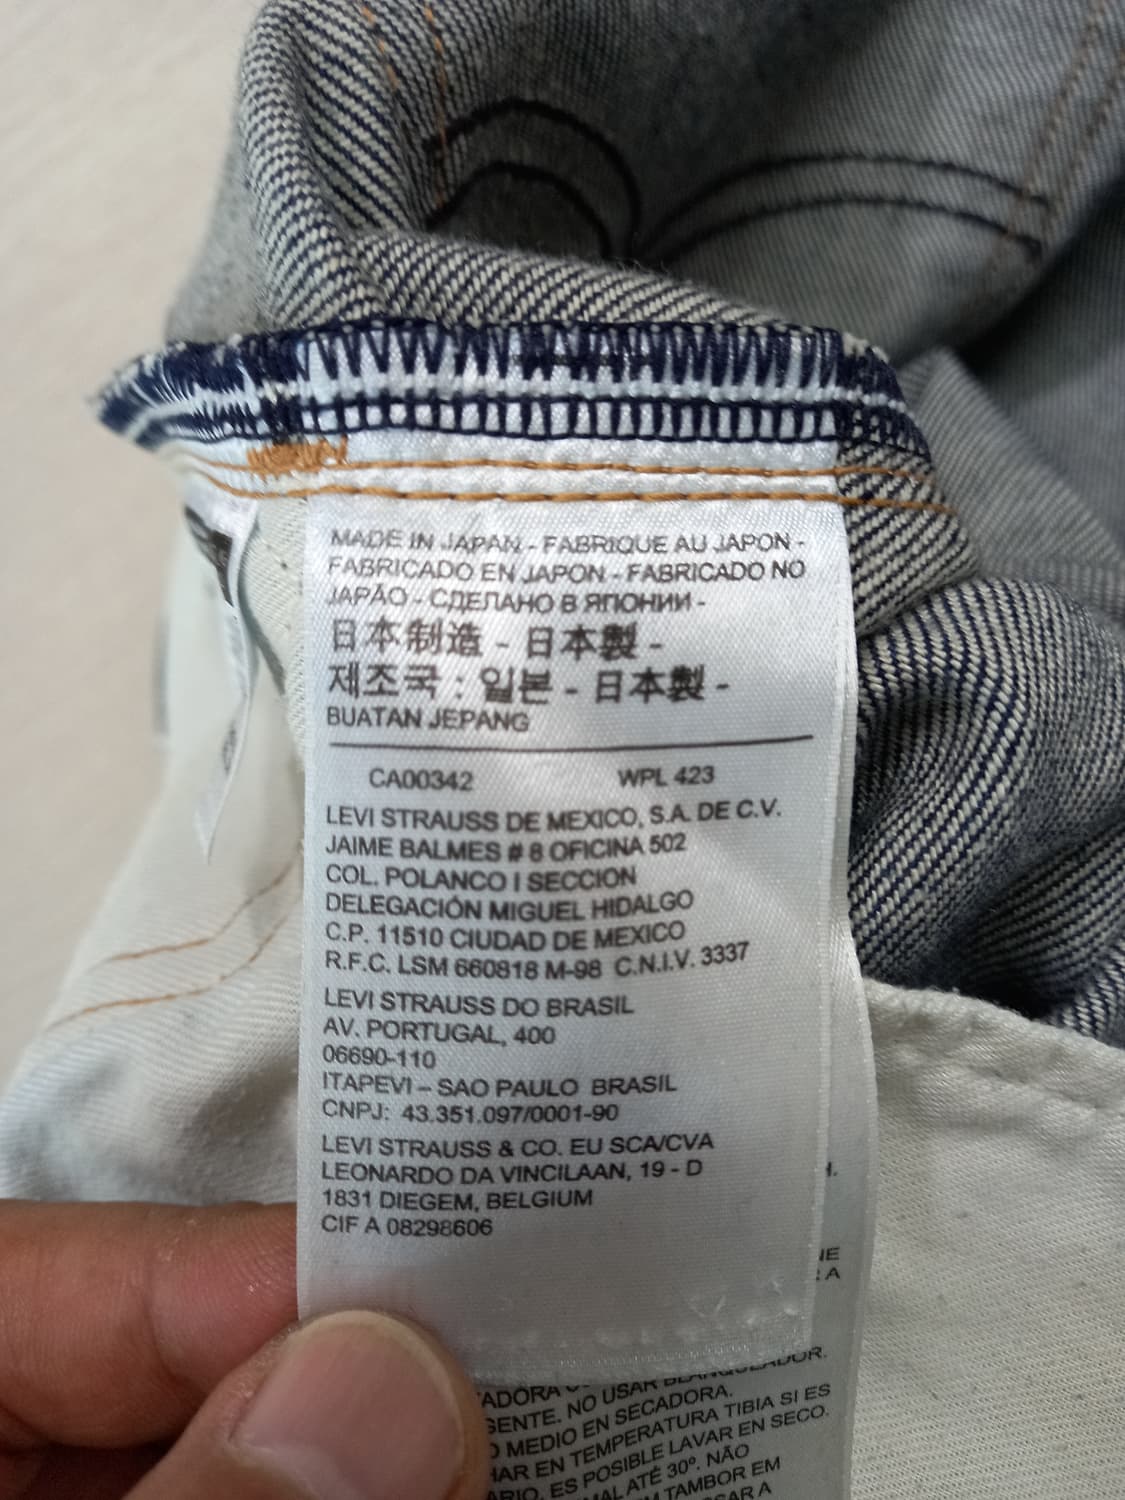 MADE IN JAPAN - FABRIQUE AU JAPON -
FABRICADO EN JAPON - FABRICADO NO
JAPÃO - СДЕЛАНО В ЯПОНИИ -
日本制造 - 日本製 -
제조국 : 일본 - 日本製 -
BUATAN JEPANG
CA00342 WPL 423
LEVI STRAUSS DE MEXICO, S.A. DE C.V.
JAIME BALMES # 8 OFICINA 502
COL. POLANCO I SECCION
DELEGACIÓN MIGUEL HIDALGO
C.P. 11510 CIUDAD DE MEXICO
R.F.C. LSM 660818 M-98 C.N.I.V. 3337
LEVI STRAUSS DO BRASIL
AV. PORTUGAL, 400
06690-110
ITAPEVI – SAO PAULO BRASIL
CNPJ: 43.351.097/0001-90
LEVI STRAUSS & CO. EU SCA/CVA
LEONARDO DA VINCILAAN, 19 - D
1831 DIEGEM, BELGIUM
CIF A 08298606
NO USAR
MEDIO EN SECADORA.
EN TEMPERATURA TIBIA SI ES
ES POSIBLE LAVAR EN SECO.
ATÉ 30°. NÃO
TAMBOR EM
A